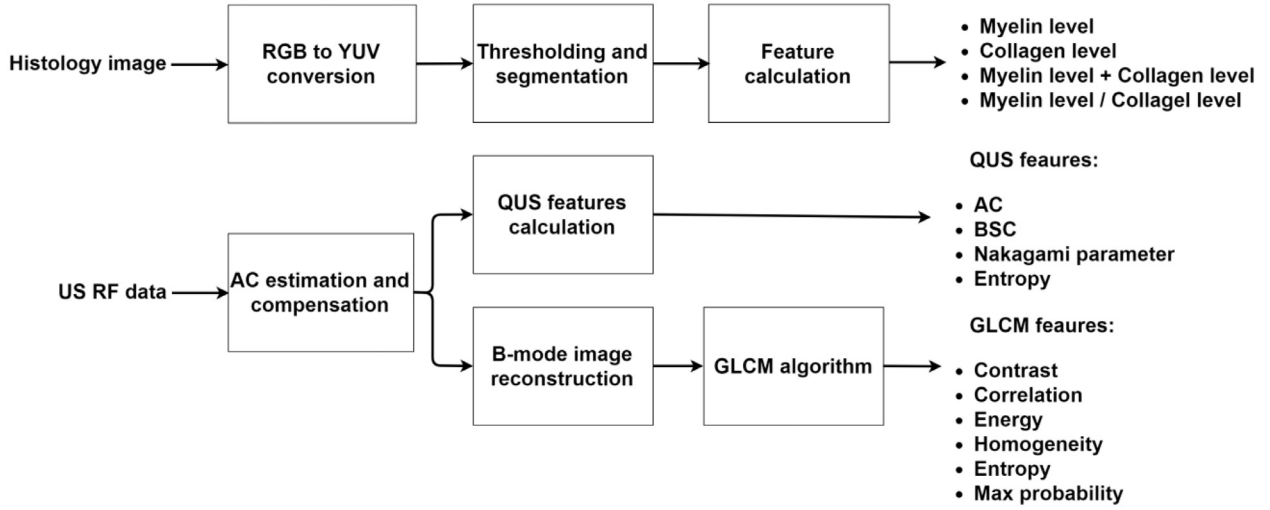 Histology image
RGB to YUV
conversion
Thresholding and
segmentation
Feature
calculation
• Myelin level
• Collagen level
• Myelin level + Collagen level
• Myelin level / Collagel level
US RF data
AC estimation and
compensation
QUS features
calculation
QUS feaures:
• AC
• BSC
• Nakagami parameter
• Entropy
B-mode image
reconstruction
GLCM algorithm
GLCM feaures:
• Contrast
• Correlation
• Energy
• Homogeneity
• Entropy
• Max probability